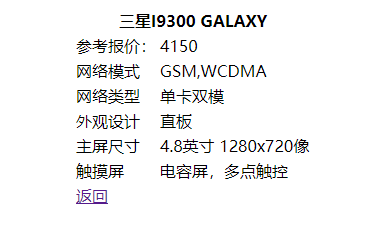 三星I9300 GALAXY
参考报价： 4150
网络模式 GSM,WCDMA
网络类型 单卡双模
外观设计 直板
主屏尺寸 4.8英寸 1280x720像
触摸屏 电容屏，多点触控
返回